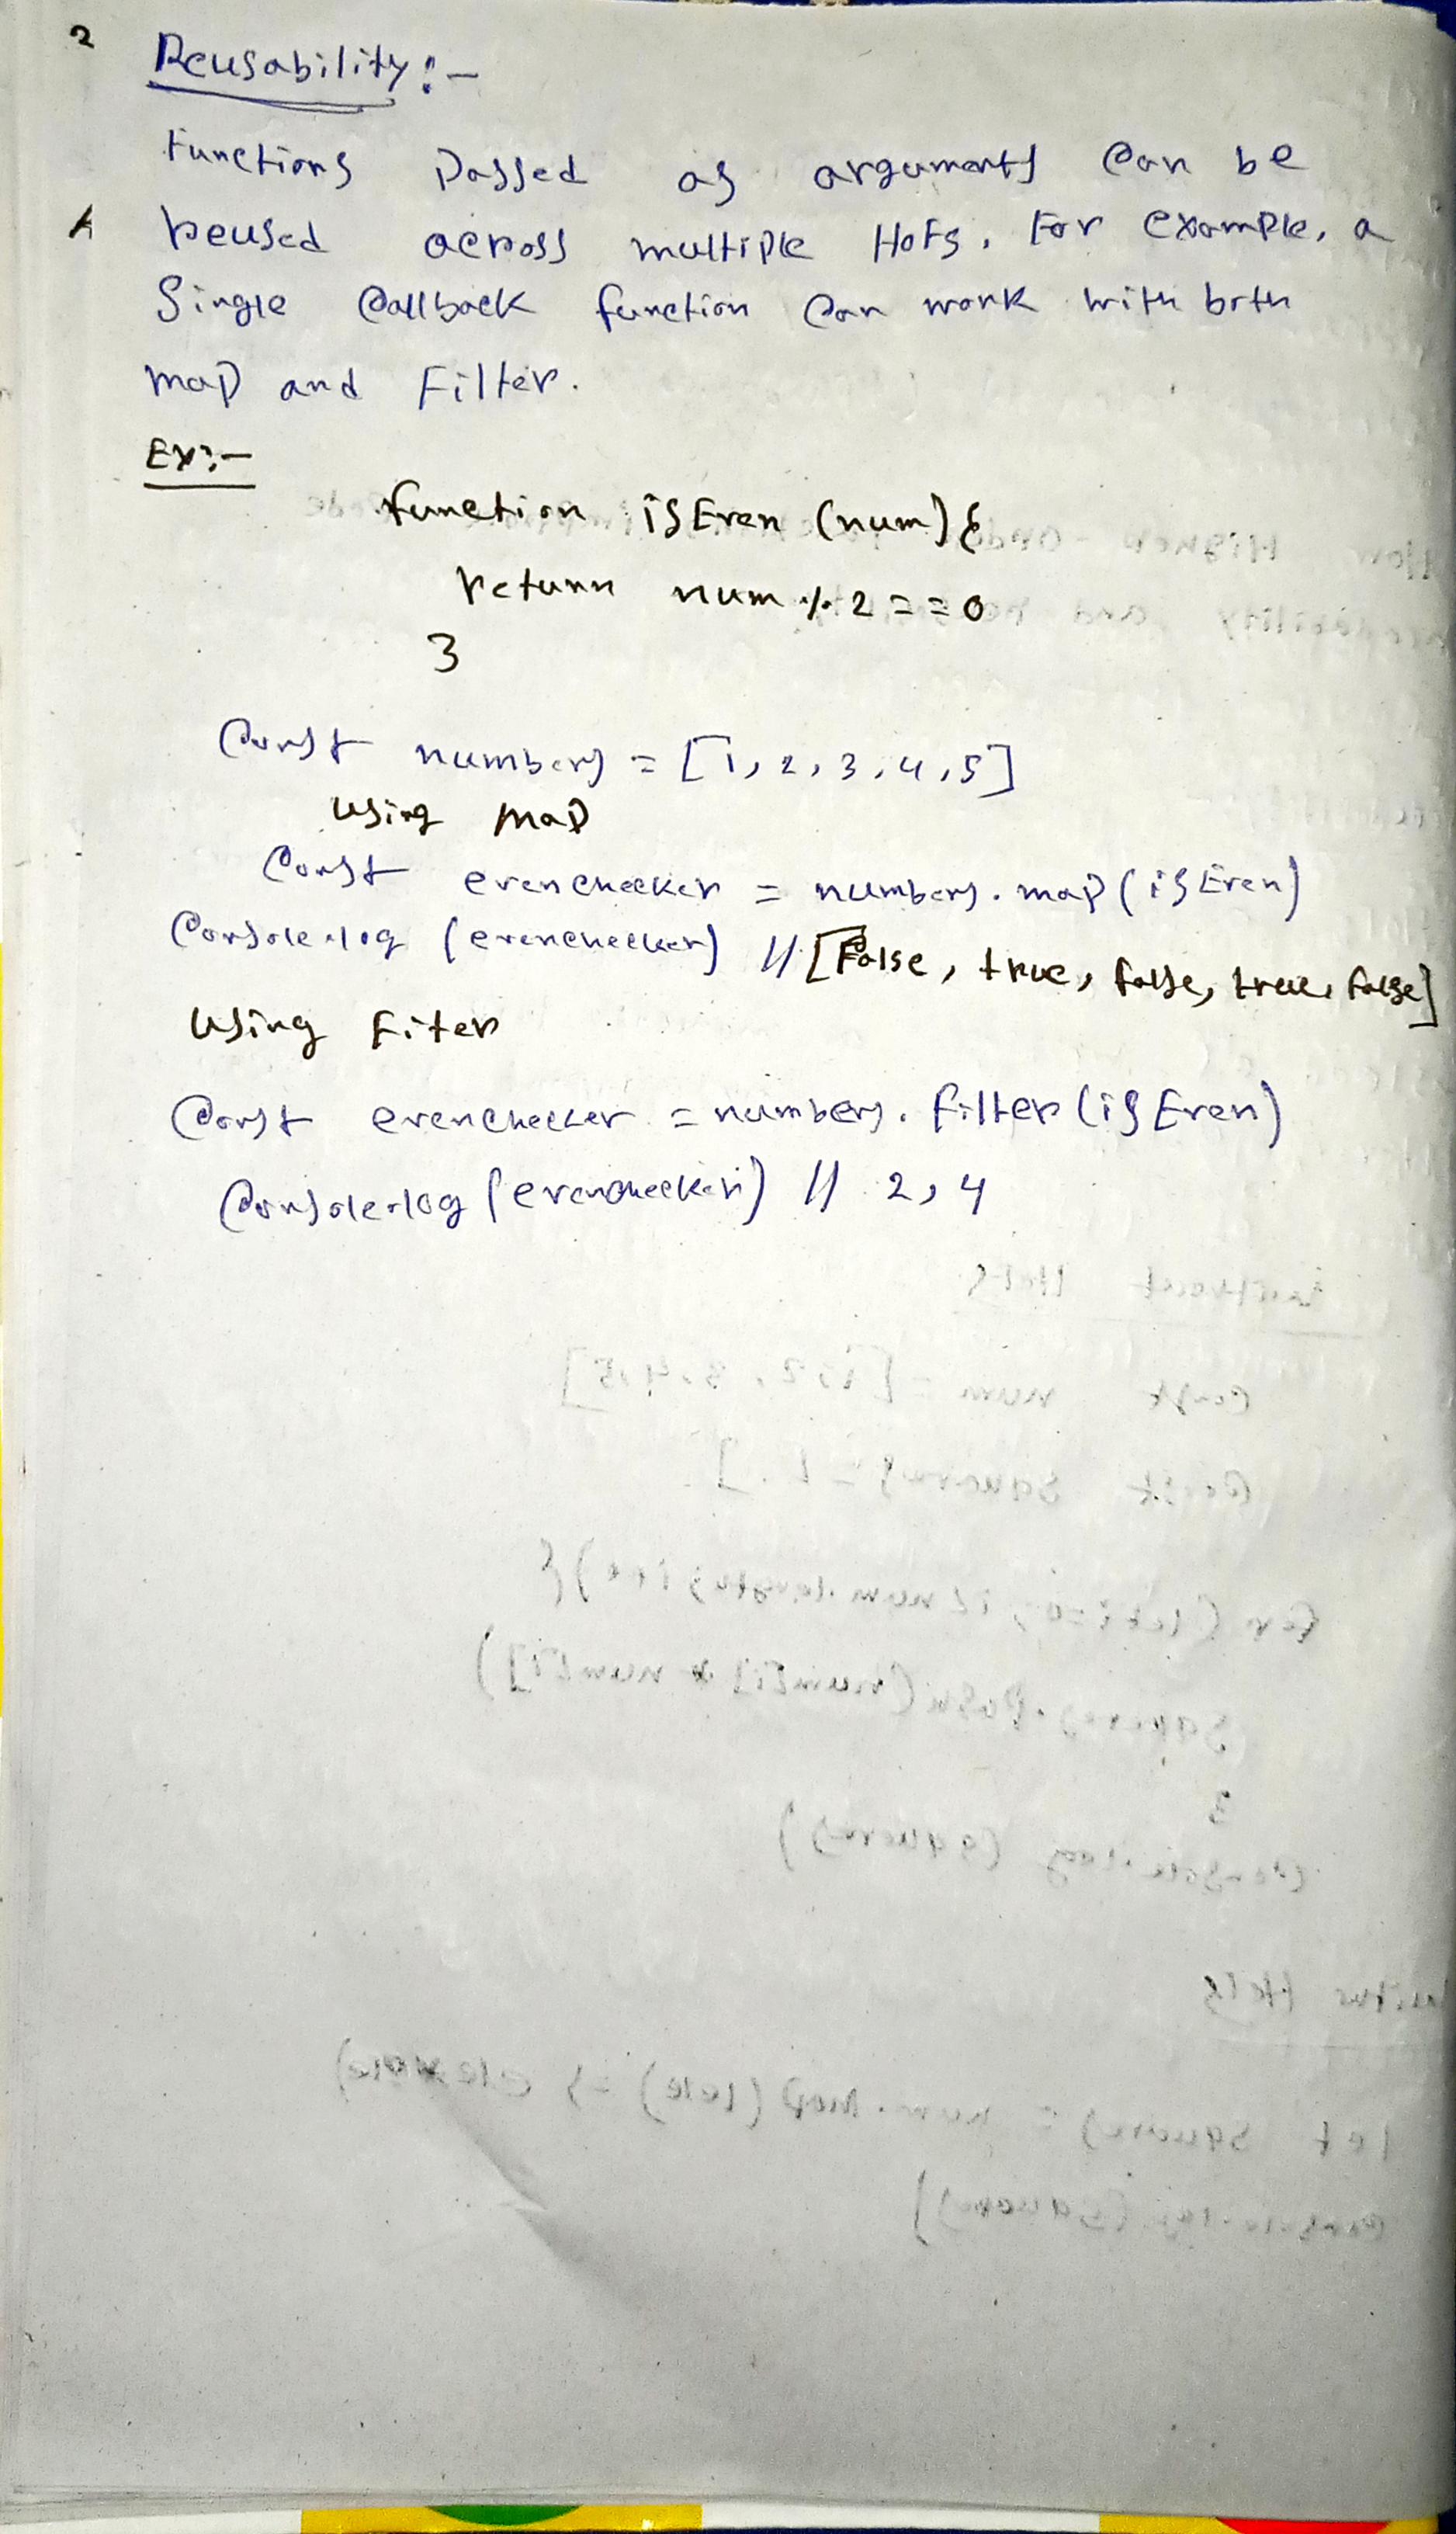 2 Reusability :-
Functions passed as arguments can be
reused across multiple HOFs. For example, a
Single callback function can work with both
map and Filter.
Ex:-
function isEven (num) {
return num % 2 == 0
}
Const numbers = [1, 2, 3, 4, 5]
Using map
Const evenchecker = numbers.map(isEven)
Console.log (evenchecker) // [False, true, false, true, false]
Using Fiter
Const evenchecker = numbers.filter(isEven)
Console.log (evenchecker) // 2, 4